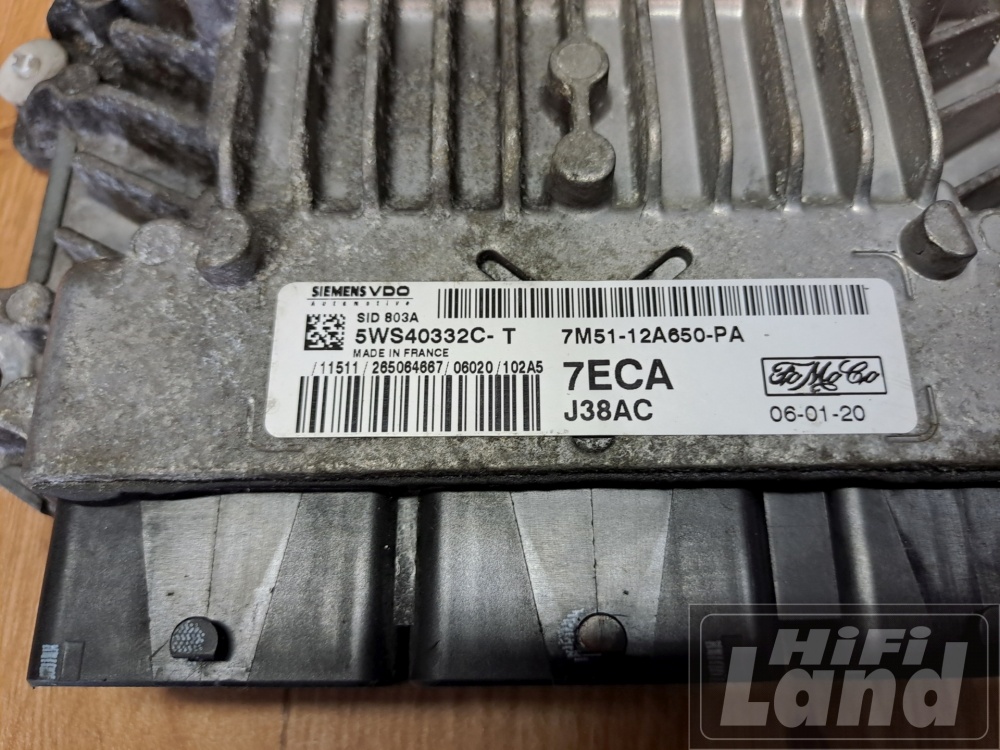 SIEMENS VDO
Automotive
SID 803A
5WS40332C- T 7M51-12A650-PA
MADE IN FRANCE
/11511/ 265064667/06020/102A5
7ECA
FoMoCo
J38AC
06-01-20
HiFi
Land